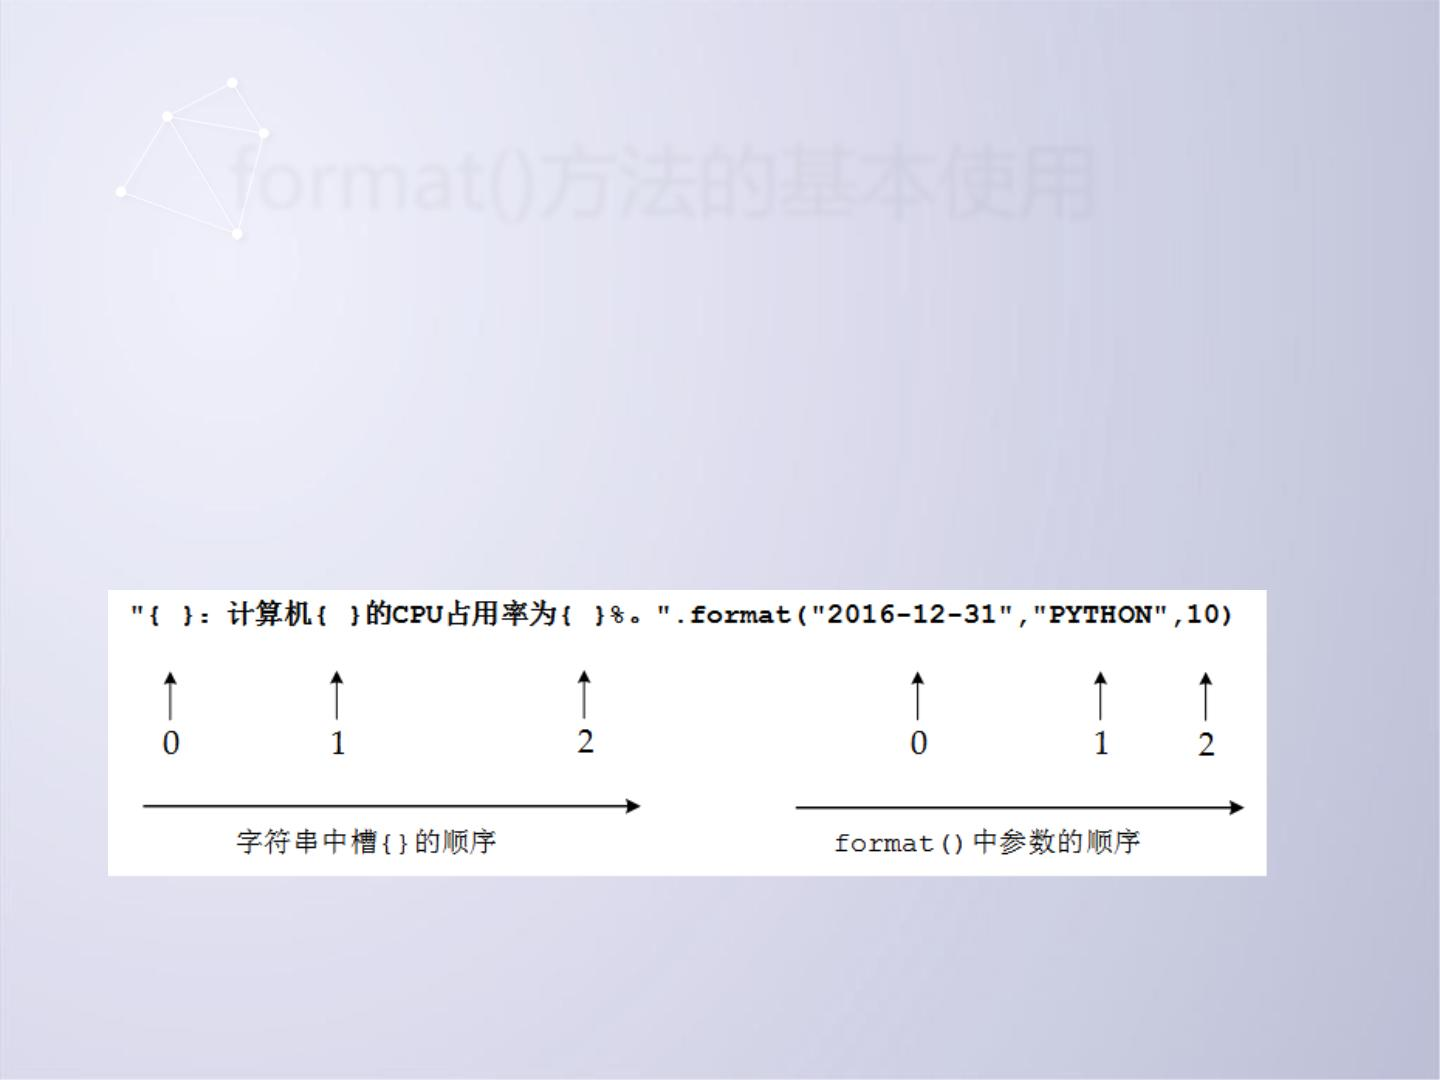 format()方法的基本使用
"{ }：计算机{ }的CPU占用率为{ }%。".format("2016-12-31","PYTHON",10)
0 1 2 0 1 2
字符串中槽{}的顺序 format()中参数的顺序